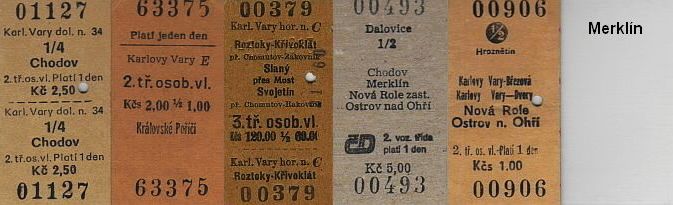 01127
Karl. Vary dol. n. 34
1/4
Chodov
2.tř.os.vl. Platí 1 den
Kč 2,50
Karl. Vary dol. n. 34
1/4
Chodov
2.tř.os.vl. Platí 1 den
Kč 2,50
01127
63375
Platí jeden den
Karlovy Vary E
2.tř.osob.vl.
Kčs 2,00 ½ 1,00
Královské Poříčí
63375
00379
Karl. Vary hor. n. C
Roztoky-Křivoklát
př. Chomutov-Rakovník
Slaný
přes Most
Svojetín
př. Chomutov-Rakovník
3.tř. osob.vl.
Kčs 120.00 ½ 60.00
Karl. Vary hor. n. C
Roztoky-Křivoklát
00379
00493
Dalovice
1/2
Chodov
Merklín
Nová Role zast.
Ostrov nad Ohří
ČD 2. voz. třída
platí 1 den
Kč 5,00
00493
00906
½
Hroznětín
Karlovy Vary-Březová
Karlovy Vary-Dvory
Nová Role
Ostrov n. Ohří
2. tř. os. vl.-Platí 1 den
Kčs 1.00
00906
Merklín